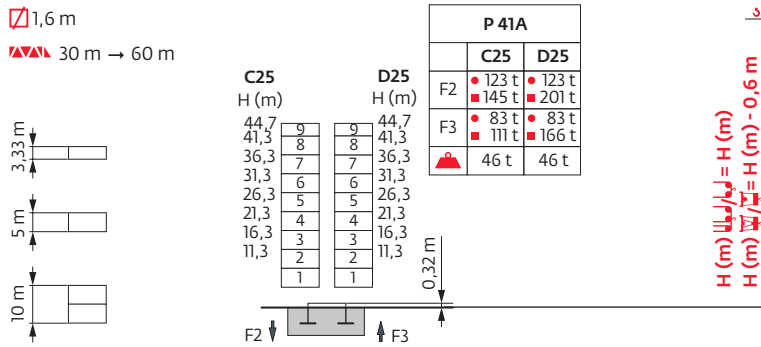 1,6 m
30 m → 60 m
3,33 m
5 m
10 m
C25
H (m)
44,7
41,3
36,3
31,3
26,3
21,3
16,3
11,3
9
8
7
6
5
4
3
2
1
D25
H (m)
44,7
41,3
36,3
31,3
26,3
21,3
16,3
11,3
9
8
7
6
5
4
3
2
1
F2
F3
0,32 m
P 41A
C25 D25
F2 ● 123 t ● 123 t
■ 145 t ■ 201 t
F3 ● 83 t ● 83 t
■ 111 t ■ 166 t
46 t 46 t
H (m) / = H (m)
H (m) / = H (m) - 0,6 m